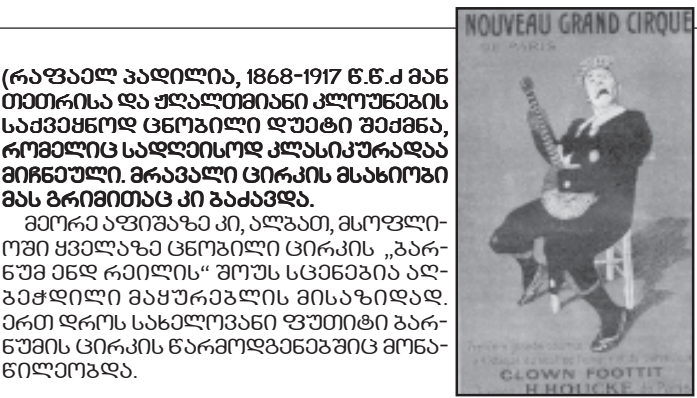 (რაფაელ პადილია, 1868-1917 წ.წ.) მან
თეთრისა და ჟღალთმიანი კლოუნების
საქვეყნოდ ცნობილი დუეტი შექმნა,
რომელიც სადღეისოდ კლასიკურადაა
მიჩნეული. მრავალი ცირკის მსახიობი
მას გრიმითაც კი ბაძავდა.
მეორე აფიშაზე კი, ალბათ, მსოფლი-
ოში ყველაზე ცნობილი ცირკის „ბარ-
ნუმ ენდ რეილის“ შოუს სცენებია აღ-
ბეჭდილი მაყურებლის მისაზიდად.
ერთ დროს სახელოვანი ფუთიტი ბარ-
ნუმის ცირკის წარმოდგენებშიც მონა-
წილეობდა.
NOUVEAU GRAND CIRQUE
DE PARIS
CLOWN FOOTTIT
H. HOUCKE